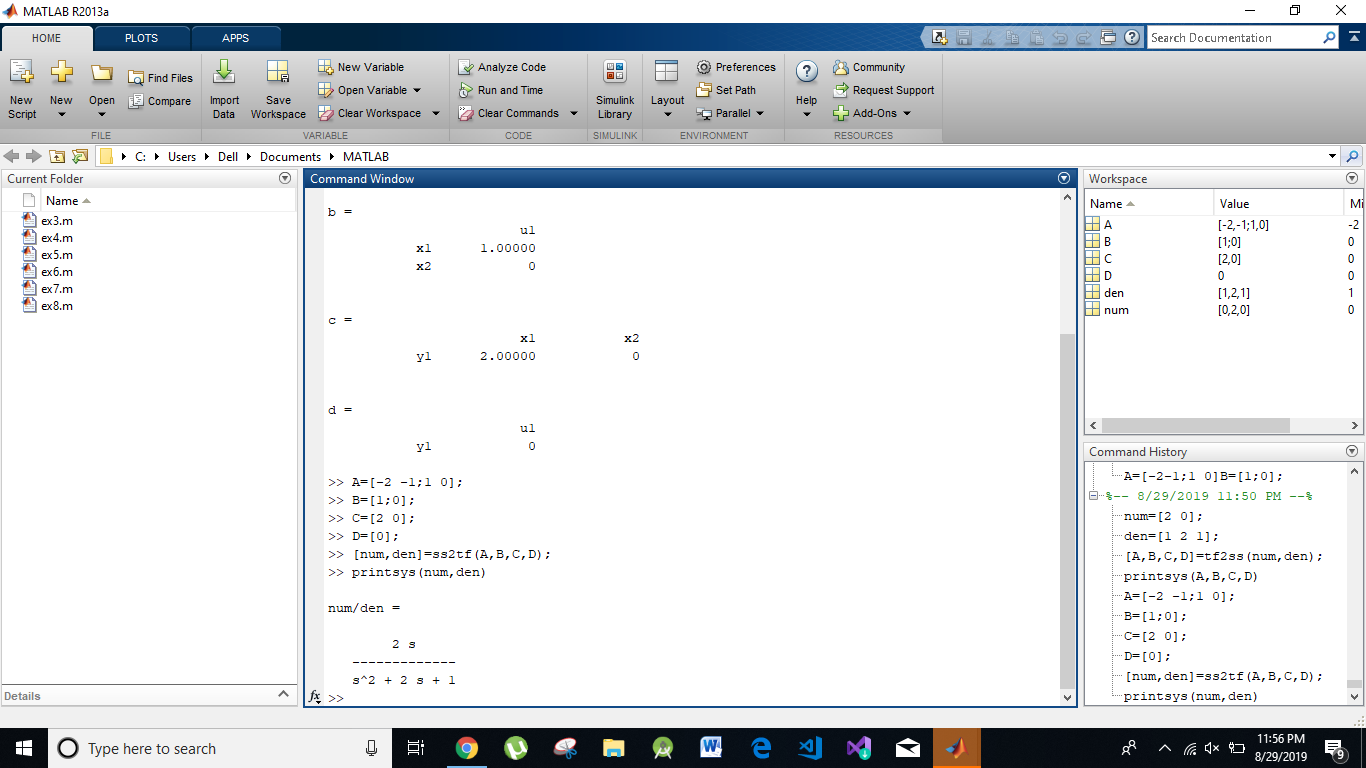 MATLAB R2013a
HOME PLOTS APPS
Search Documentation
New Script
New
Open
Find Files
Compare
FILE
Import Data
Save Workspace
New Variable
Open Variable
Clear Workspace
VARIABLE
Analyze Code
Run and Time
Clear Commands
CODE
Simulink Library
SIMULINK
Layout
Preferences
Set Path
Parallel
ENVIRONMENT
Help
Community
Request Support
Add-Ons
RESOURCES
C: Users Dell Documents MATLAB
Current Folder
Name
ex3.m
ex4.m
ex5.m
ex6.m
ex7.m
ex8.m
Details
Command Window
b =
u1
x1 1.00000
x2 0
c =
x1 x2
y1 2.00000 0
d =
u1
y1 0
>> A=[-2 -1;1 0];
>> B=[1;0];
>> C=[2 0];
>> D=[0];
>> [num,den]=ss2tf(A,B,C,D);
>> printsys(num,den)
num/den =
2 s
-------------
s^2 + 2 s + 1
fx >>
Workspace
Name Value Mi
A [-2,-1;1,0] -2
B [1;0] 0
C [2,0] 0
D 0 0
den [1,2,1] 1
num [0,2,0] 0
Command History
A=[-2-1;1 0]B=[1;0];
%-- 8/29/2019 11:50 PM --%
num=[2 0];
den=[1 2 1];
[A,B,C,D]=tf2ss(num,den);
printsys(A,B,C,D)
A=[-2 -1;1 0];
B=[1;0];
C=[2 0];
D=[0];
[num,den]=ss2tf(A,B,C,D);
printsys(num,den)
Type here to search
11:56 PM
8/29/2019
9